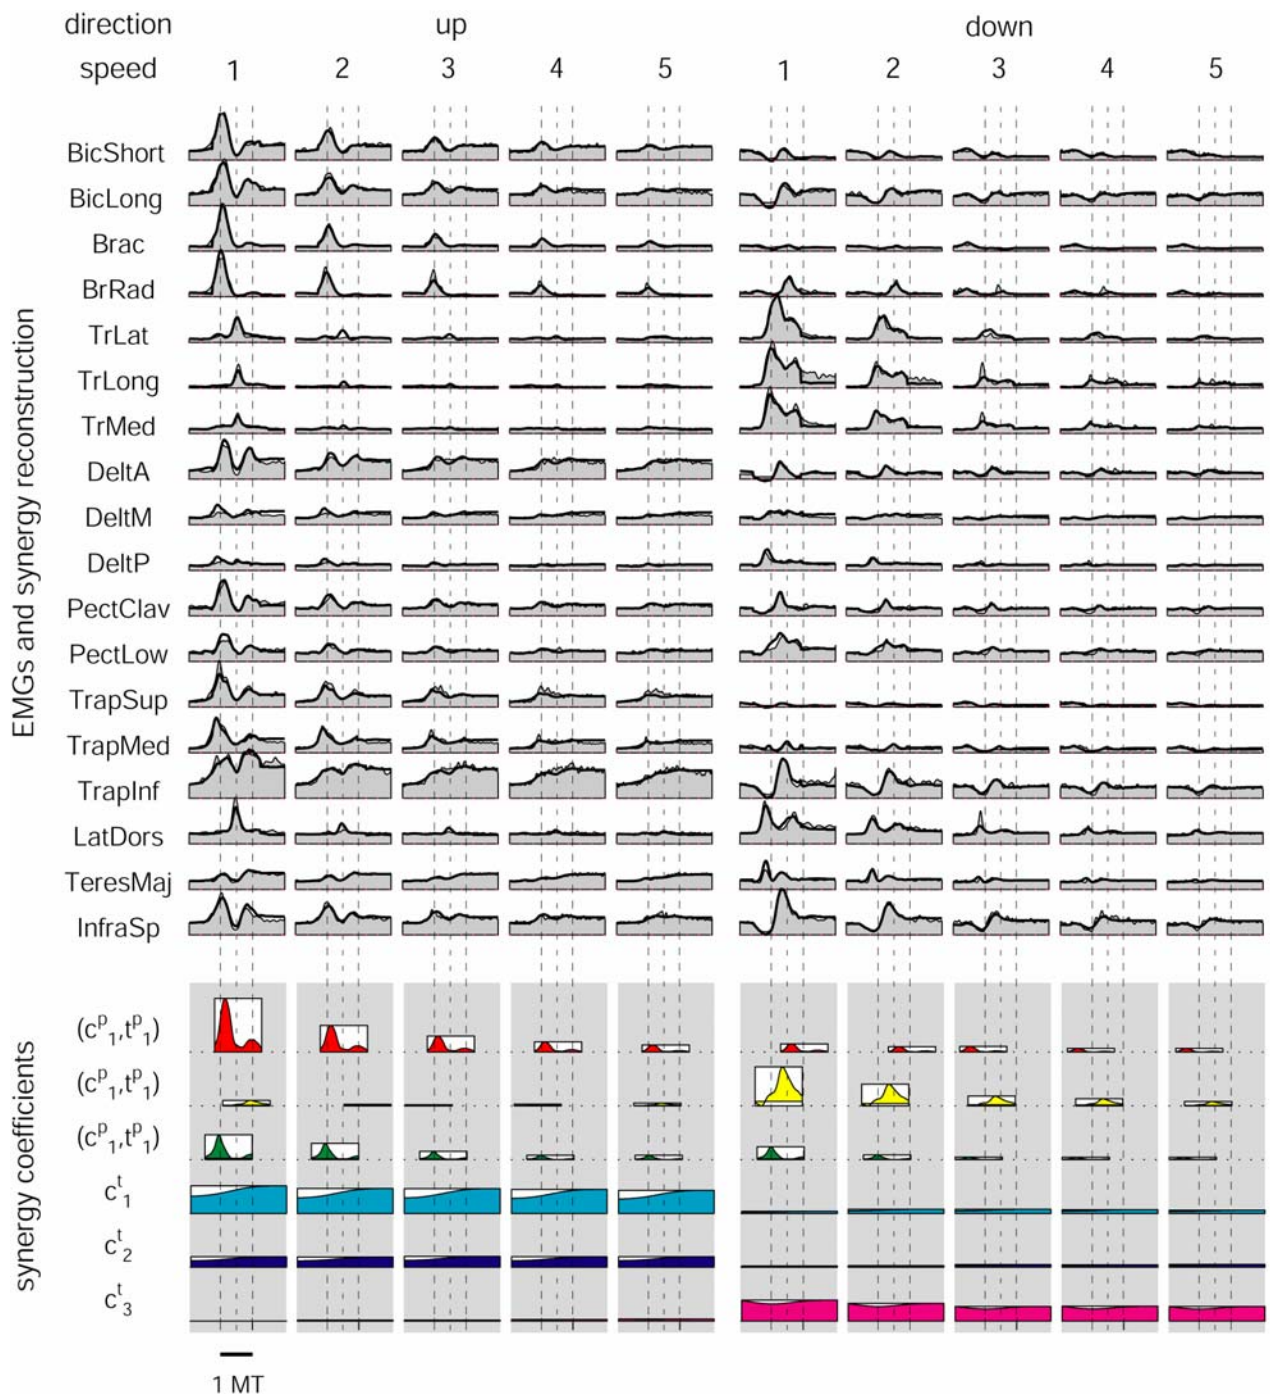 direction up down
speed 1 2 3 4 5 1 2 3 4 5
EMGs and synergy reconstruction
BicShort
BicLong
Brac
BrRad
TrLat
TrLong
TrMed
DeltA
DeltM
DeltP
PectClav
PectLow
TrapSup
TrapMed
TrapInf
LatDors
TeresMaj
InfraSp
synergy coefficients
(c^p_1,t^p_1)
(c^p_1,t^p_1)
(c^p_1,t^p_1)
c^t_1
c^t_2
c^t_3
1 MT